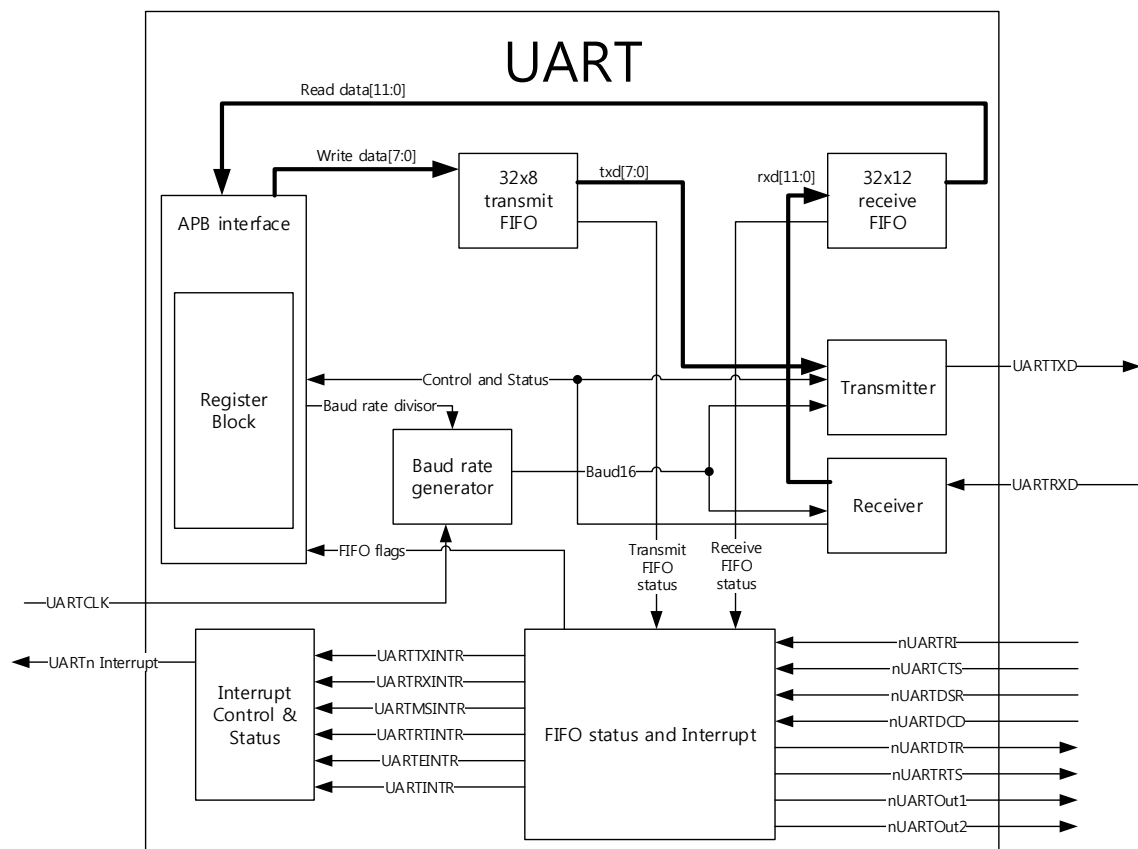 UART
Read data[11:0]
Write data[7:0]
32x8
transmit
FIFO
txd[7:0]
rxd[11:0]
32x12
receive
FIFO
APB interface
Register
Block
Control and Status
Baud rate divisor
Baud rate
generator
Baud16
Transmitter
UARTTXD
Receiver
UARTRXD
FIFO flags
Transmit
FIFO
status
Receive
FIFO
status
UARTCLK
UARTn Interrupt
Interrupt
Control &
Status
UARTTXINTR
UARTRXINTR
UARTMSINTR
UARTRTINTR
UARTEINTR
UARTINTR
FIFO status and Interrupt
nUARTRI
nUARTCTS
nUARTDSR
nUARTDCD
nUARTDTR
nUARTRTS
nUARTOut1
nUARTOut2